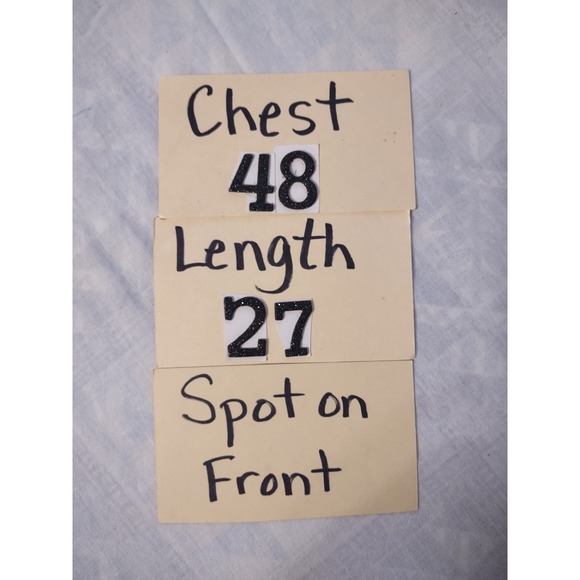 Chest
48
Length
27
Spot on
Front